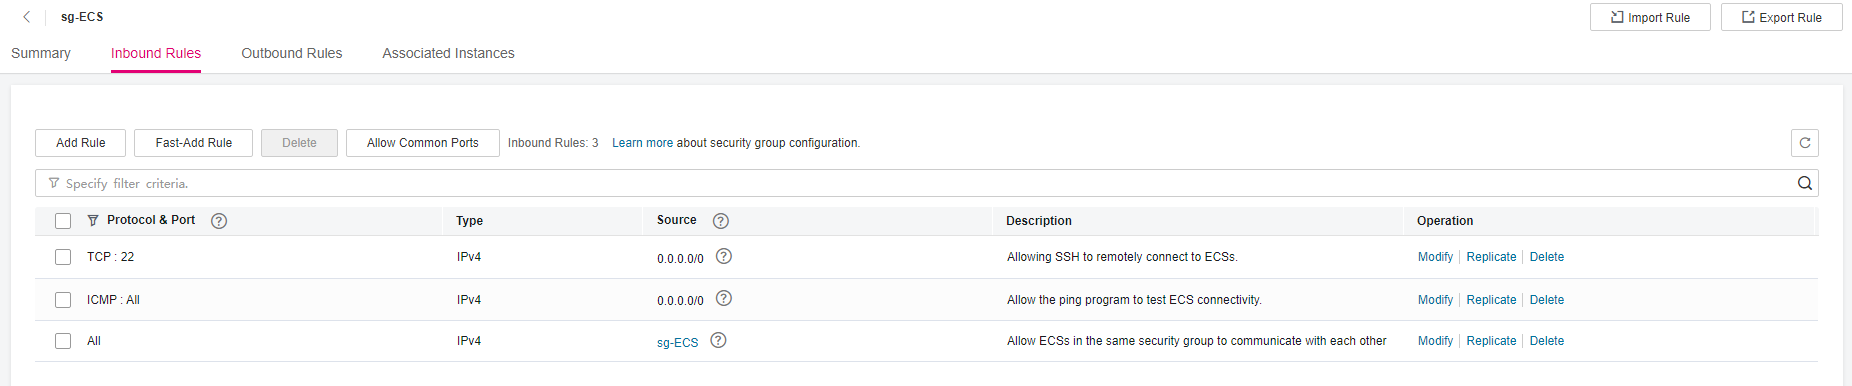 sg-ECS
Import Rule
Export Rule
Summary
Inbound Rules
Outbound Rules
Associated Instances
Add Rule
Fast-Add Rule
Delete
Allow Common Ports
Inbound Rules: 3
Learn more about security group configuration.
Specify filter criteria.
Protocol & Port ? Type Source ? Description Operation
TCP : 22 IPv4 0.0.0.0/0 ? Allowing SSH to remotely connect to ECSs. Modify Replicate Delete
ICMP : All IPv4 0.0.0.0/0 ? Allow the ping program to test ECS connectivity. Modify Replicate Delete
All IPv4 sg-ECS ? Allow ECSs in the same security group to communicate with each other Modify Replicate Delete